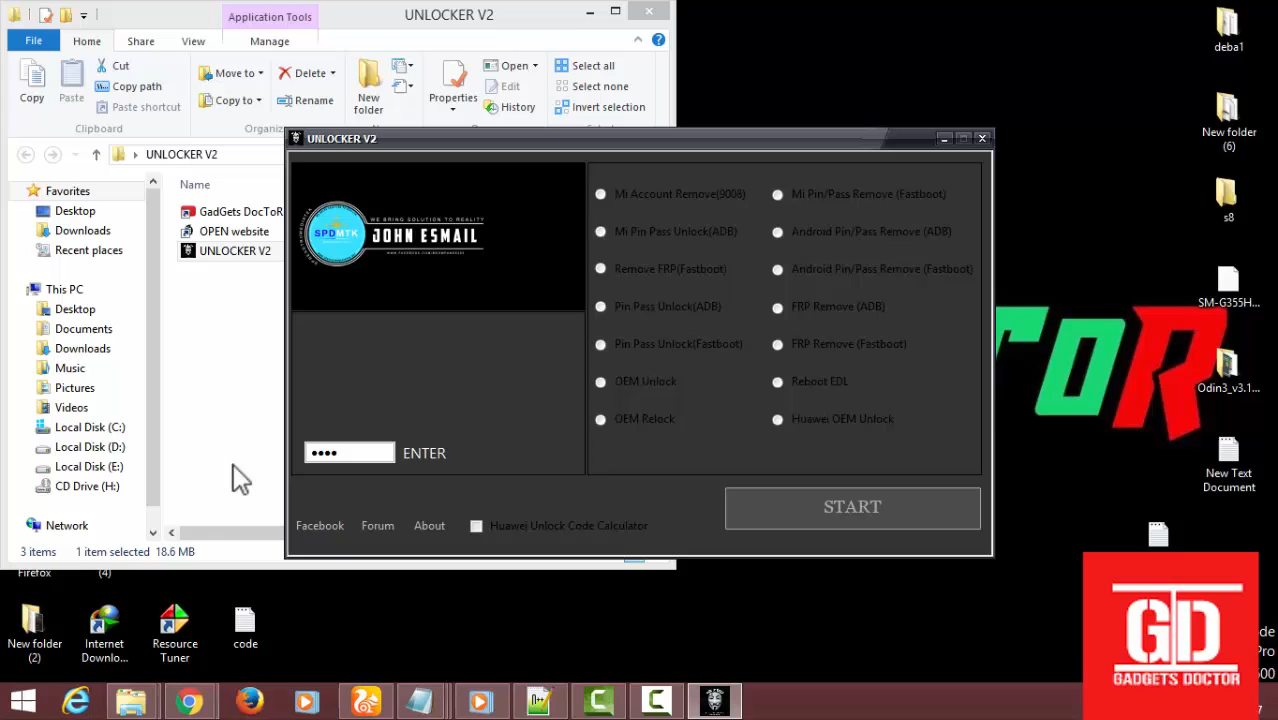 Application Tools
UNLOCKER V2
File
Home
Share
View
Manage
Copy
Paste
Cut
Copy path
Paste shortcut
Clipboard
Move to
Copy to
Delete
Rename
New
folder
Properties
Open
Edit
History
Select all
Select none
Invert selection
UNLOCKER V2
Favorites
Desktop
Downloads
Recent places
This PC
Desktop
Documents
Downloads
Music
Pictures
Videos
Local Disk (C:)
Local Disk (D:)
Local Disk (E:)
CD Drive (H:)
Network
Name
GadGets DocToR
OPEN website
UNLOCKER V2
3 items
1 item selected 18.6 MB
UNLOCKER V2
SPDMTK
WE BRING SOLUTION TO REALITY
JOHN ESMAIL
ENTER
Mi Account Remove(9008)
Mi Pin Pass Unlock(ADB)
Remove FRP(Fastboot)
Pin Pass Unlock(ADB)
Pin Pass Unlock(Fastboot)
OEM Unlock
OEM Relock
Mi Pin/Pass Remove (Fastboot)
Android Pin/Pass Remove (ADB)
Android Pin/Pass Remove (Fastboot)
FRP Remove (ADB)
FRP Remove (Fastboot)
Reboot EDL
Huawei OEM Unlock
Facebook
Forum
About
Huawei Unlock Code Calculator
START
deba1
New folder
(6)
s8
SM-G355H...
Odin3_v3.1...
New Text
Document
toR
Firefox
(4)
New folder
(2)
Internet
Downlo...
Resource
Tuner
code
GD
GADGETS DOCTOR